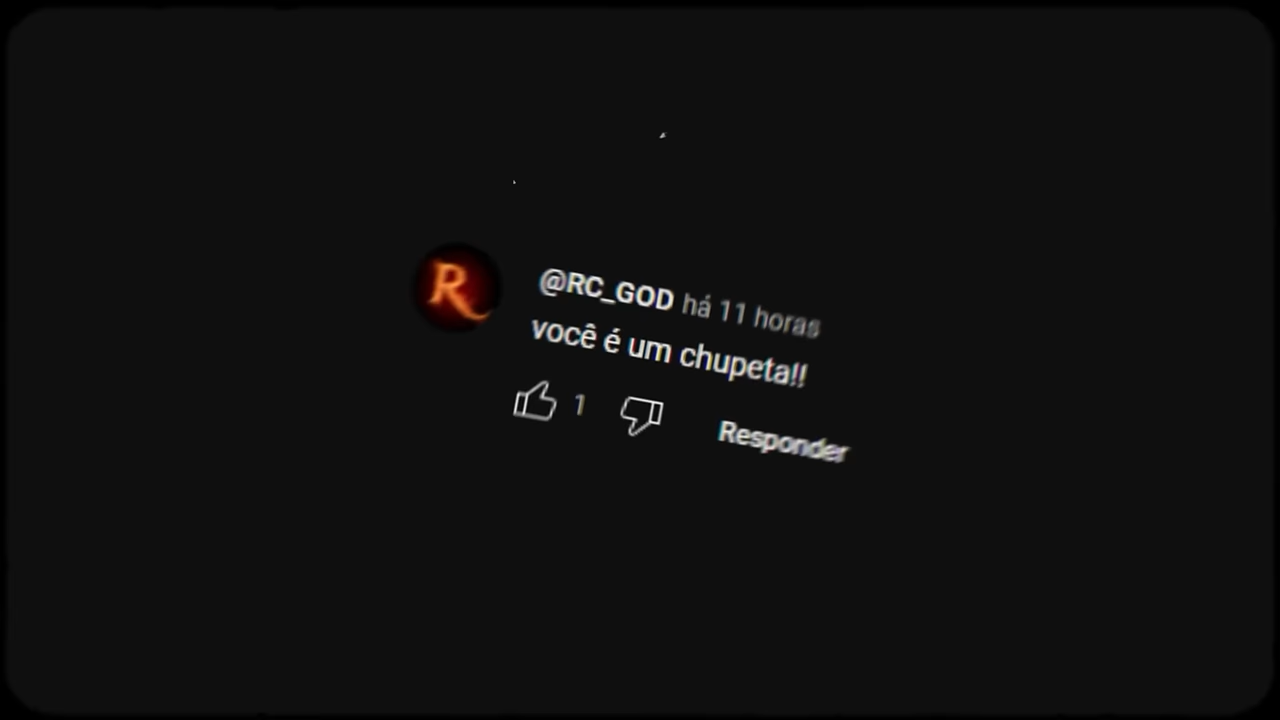 R
@RC_GOD há 11 horas
você é um chupeta!!
1
Responder